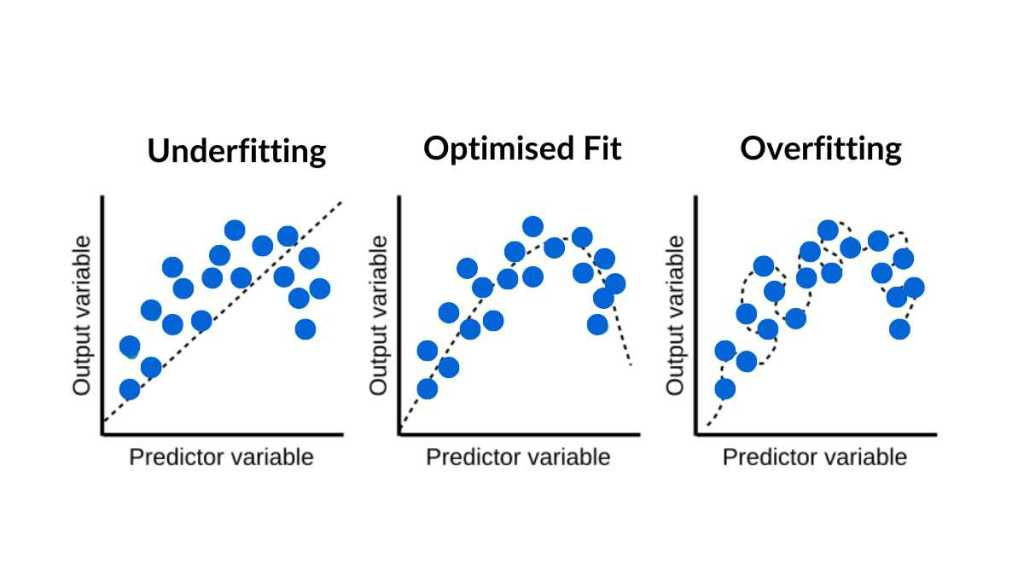 Underfitting
Optimised Fit
Overfitting
Output variable
Output variable
Output variable
Predictor variable
Predictor variable
Predictor variable